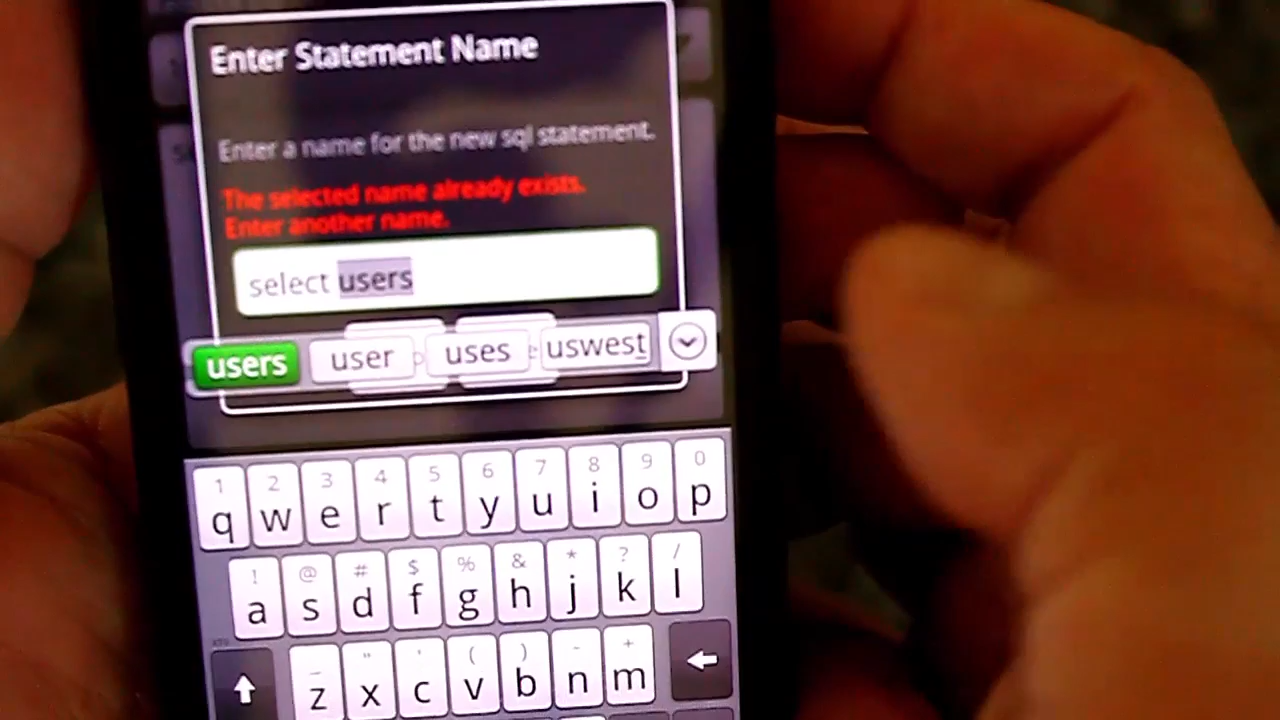 Enter Statement Name
Enter a name for the new sql statement.
The selected name already exists.
Enter another name.
select users
users user uses uswest
1 2 3 4 5 6 7 8 9 0
q w e r t y u i o p
! @ # $ % & * ? /
a s d f g h j k l
_ " ' ( ) - +
z x c v b n m